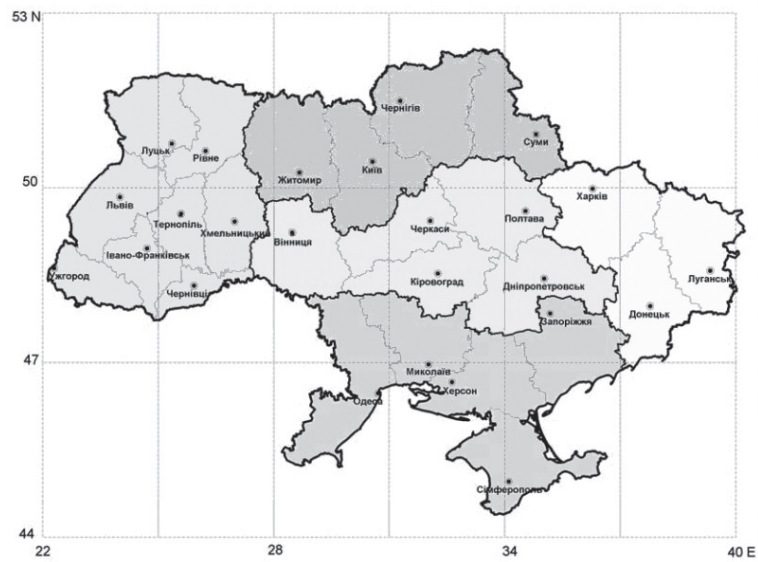 53 N
Чернігів
Суми
Луцьк
Рівне
Київ
Житомир
50
Харків
Львів
Тернопіль
Полтава
Черкаси
Хмельницький
Вінниця
Івано-Франківськ
Ужгород
Луганськ
Кіровоград
Дніпропетровськ
Чернівці
Донецьк
Запоріжжя
47
Миколаїв
Херсон
Одеса
Сімферополь
44
22
28
34
40 E